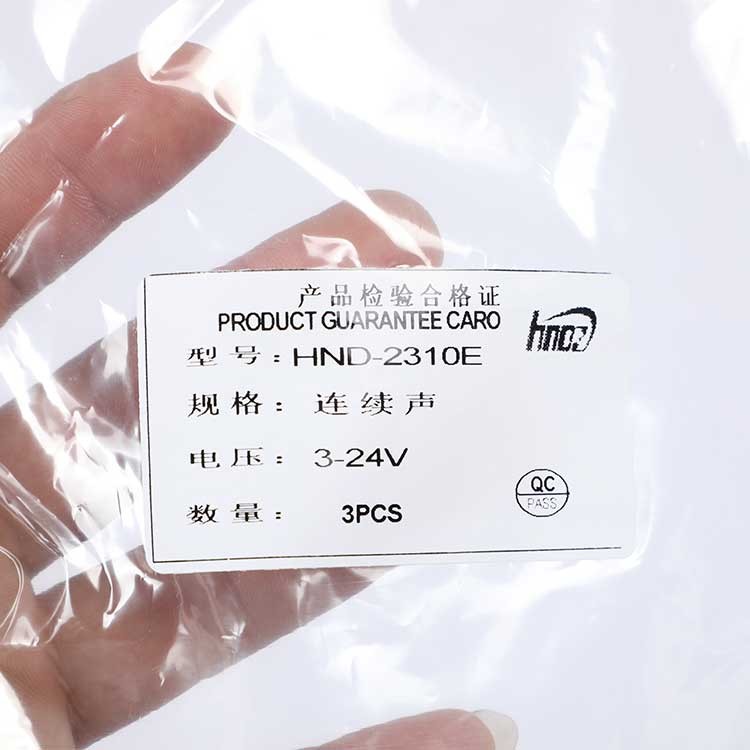 产品检验合格证
PRODUCT GUARANTEE CARO
型号: HND-2310E
规格: 连续声
电压: 3-24V
数量: 3PCS
QC
PASS